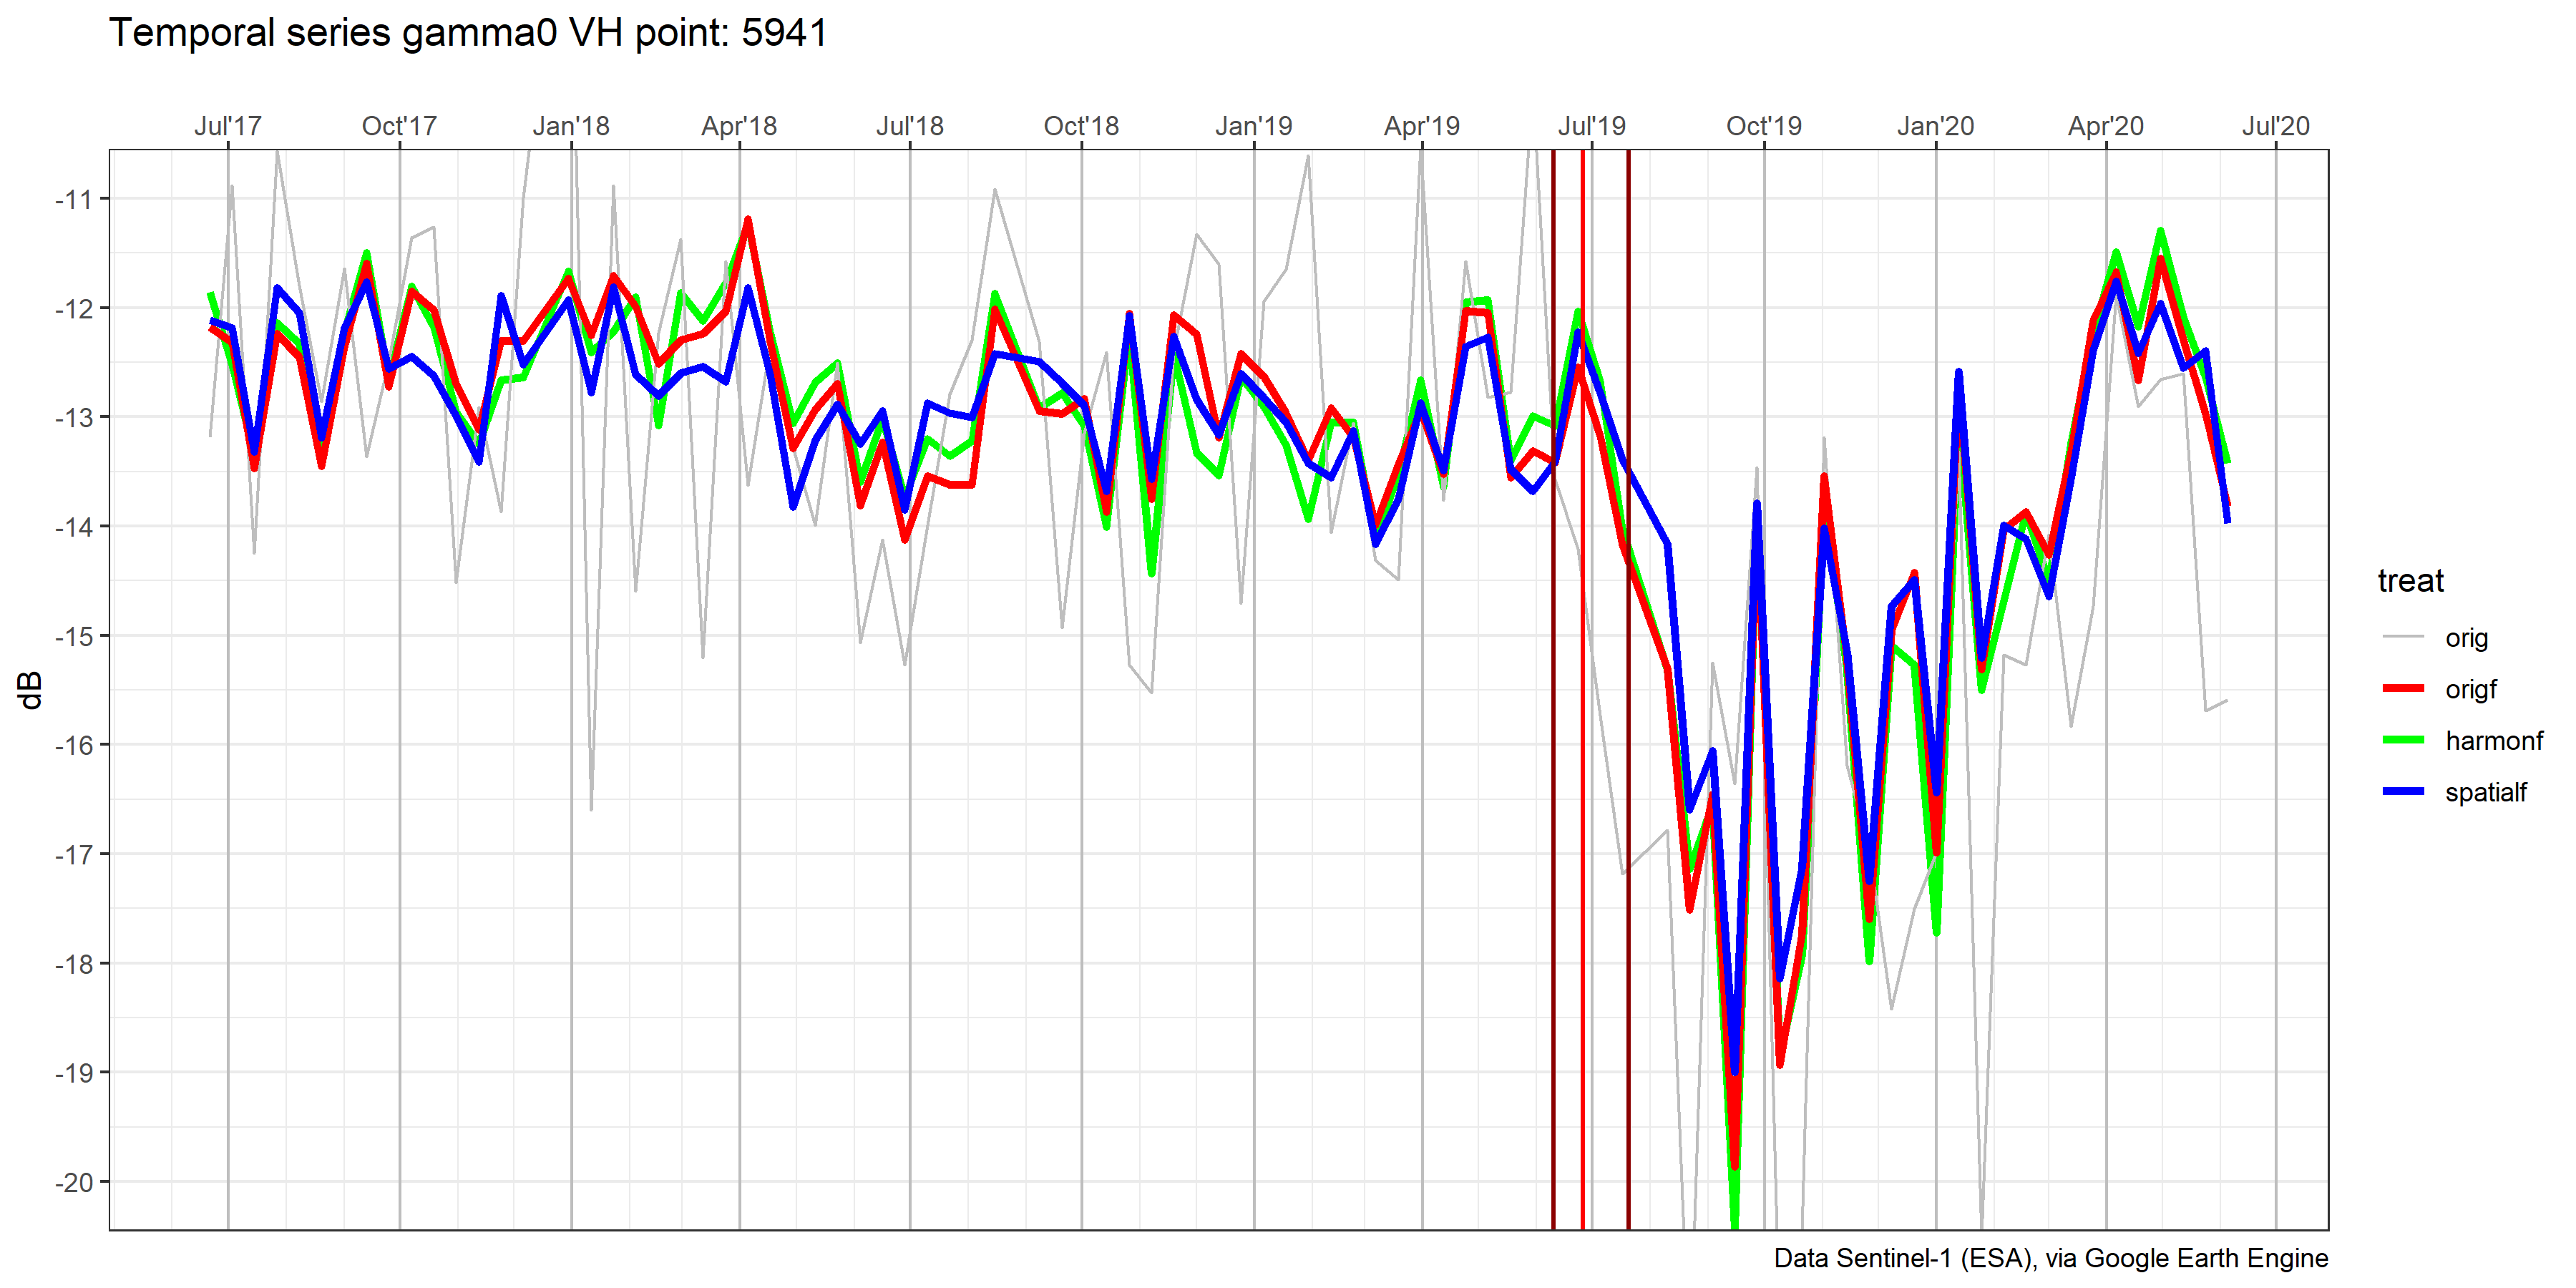 Temporal series gamma0 VH point: 5941
Jul'17 Oct'17 Jan'18 Apr'18 Jul'18 Oct'18 Jan'19 Apr'19 Jul'19 Oct'19 Jan'20 Apr'20 Jul'20
-11
-12
-13
-14
-15
-16
-17
-18
-19
-20
dB
treat
orig
origf
harmonf
spatialf
Data Sentinel-1 (ESA), via Google Earth Engine